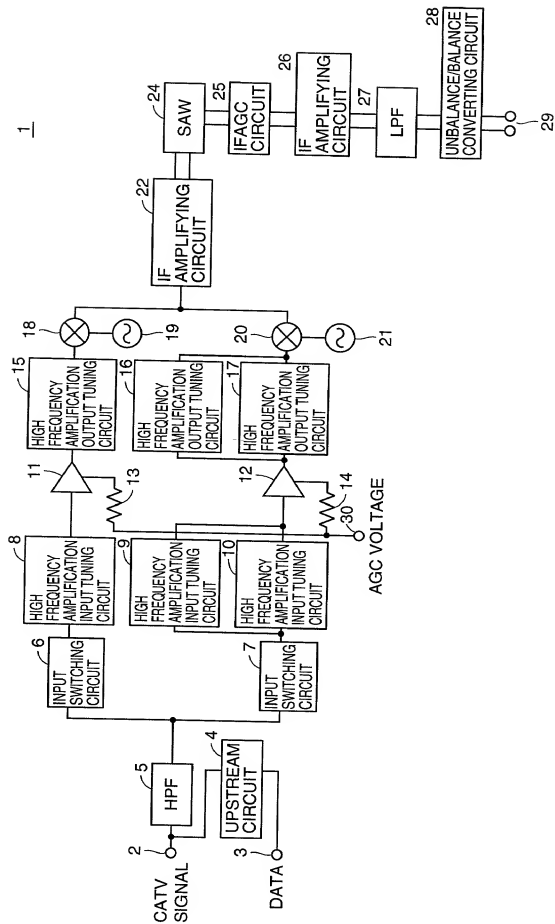 1
CATV
SIGNAL
2
DATA
3
UPSTREAM
CIRCUIT
4
HPF
5
INPUT
SWITCHING
CIRCUIT
6
INPUT
SWITCHING
CIRCUIT
7
HIGH
FREQUENCY
AMPLIFICATION
INPUT TUNING
CIRCUIT
8
HIGH
FREQUENCY
AMPLIFICATION
INPUT TUNING
CIRCUIT
9
HIGH
FREQUENCY
AMPLIFICATION
INPUT TUNING
CIRCUIT
10
11
12
13
14
30
AGC VOLTAGE
HIGH
FREQUENCY
AMPLIFICATION
OUTPUT TUNING
CIRCUIT
15
HIGH
FREQUENCY
AMPLIFICATION
OUTPUT TUNING
CIRCUIT
16
HIGH
FREQUENCY
AMPLIFICATION
OUTPUT TUNING
CIRCUIT
17
18
19
20
21
IF
AMPLIFYING
CIRCUIT
22
SAW
24
IFAGC
CIRCUIT
25
IF
AMPLIFYING
CIRCUIT
26
LPF
27
UNBALANCE/BALANCE
CONVERTING CIRCUIT
28
29